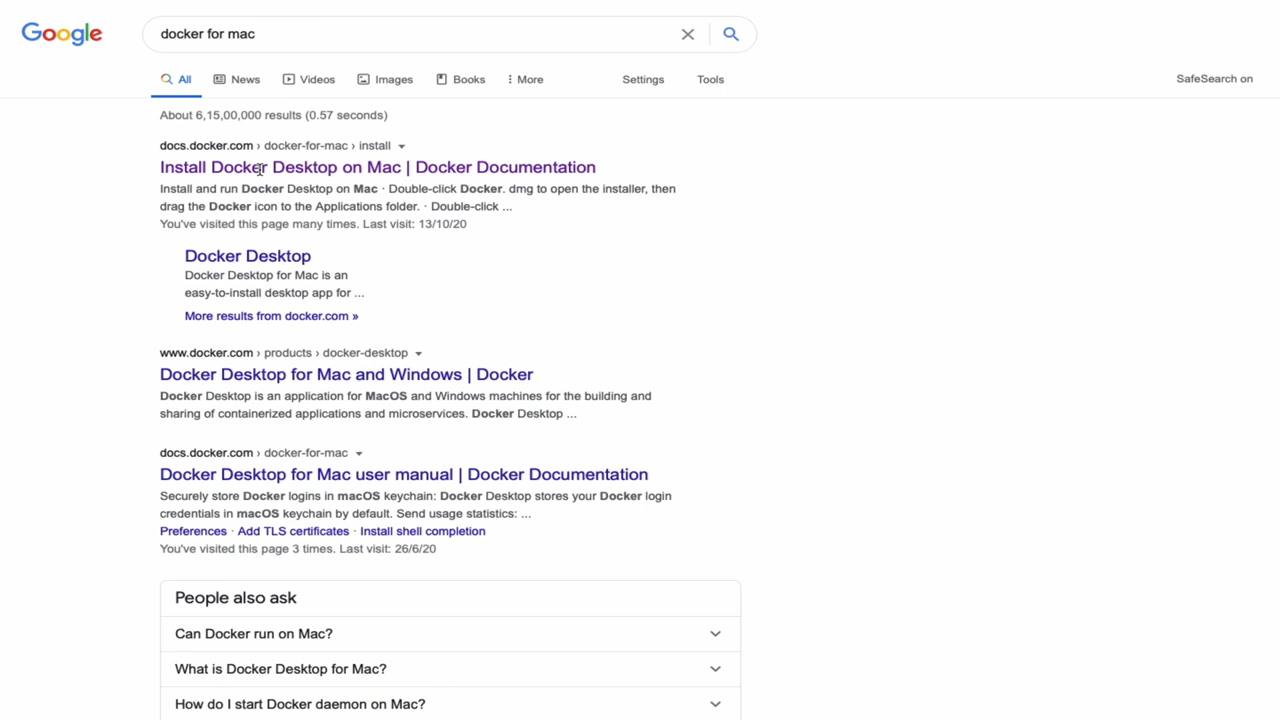 Google
docker for mac
All News Videos Images Books More Settings Tools SafeSearch on
About 6,15,00,000 results (0.57 seconds)
docs.docker.com › docker-for-mac › install
Install Docker Desktop on Mac | Docker Documentation
Install and run Docker Desktop on Mac · Double-click Docker. dmg to open the installer, then
drag the Docker icon to the Applications folder. · Double-click ...
You've visited this page many times. Last visit: 13/10/20
Docker Desktop
Docker Desktop for Mac is an
easy-to-install desktop app for ...
More results from docker.com »
www.docker.com › products › docker-desktop
Docker Desktop for Mac and Windows | Docker
Docker Desktop is an application for MacOS and Windows machines for the building and
sharing of containerized applications and microservices. Docker Desktop ...
docs.docker.com › docker-for-mac
Docker Desktop for Mac user manual | Docker Documentation
Securely store Docker logins in macOS keychain: Docker Desktop stores your Docker login
credentials in macOS keychain by default. Send usage statistics: ...
Preferences · Add TLS certificates · Install shell completion
You've visited this page 3 times. Last visit: 26/6/20
People also ask
Can Docker run on Mac?
What is Docker Desktop for Mac?
How do I start Docker daemon on Mac?